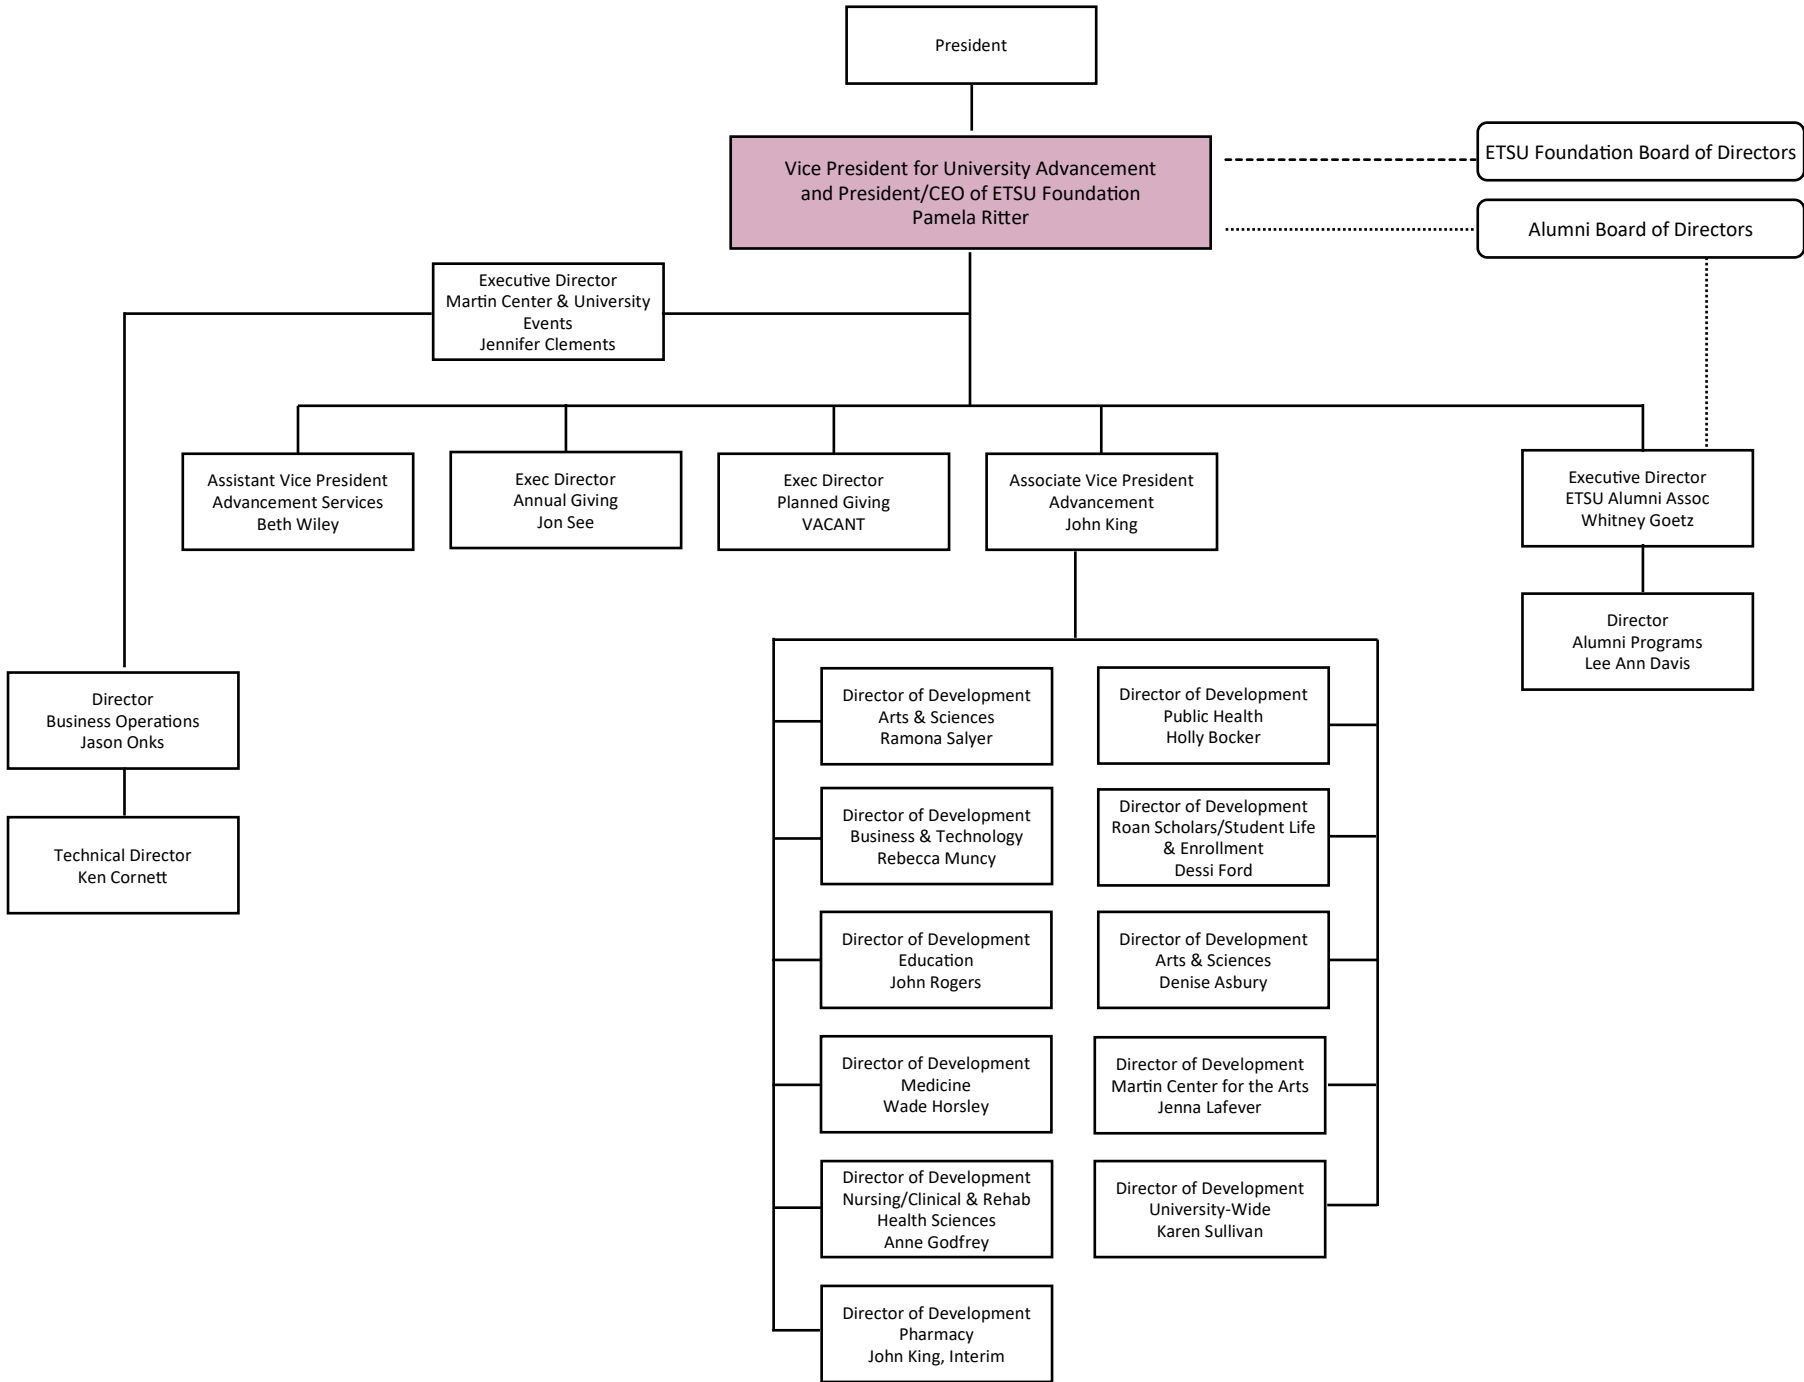 President
Vice President for University Advancement
and President/CEO of ETSU Foundation
Pamela Ritter
ETSU Foundation Board of Directors
Alumni Board of Directors
Executive Director
Martin Center & University
Events
Jennifer Clements
Assistant Vice President
Advancement Services
Beth Wiley
Exec Director
Annual Giving
Jon See
Exec Director
Planned Giving
VACANT
Associate Vice President
Advancement
John King
Executive Director
ETSU Alumni Assoc
Whitney Goetz
Director
Alumni Programs
Lee Ann Davis
Director
Business Operations
Jason Onks
Technical Director
Ken Cornett
Director of Development
Arts & Sciences
Ramona Salyer
Director of Development
Public Health
Holly Bocker
Director of Development
Business & Technology
Rebecca Muncy
Director of Development
Roan Scholars/Student Life
& Enrollment
Dessi Ford
Director of Development
Education
John Rogers
Director of Development
Arts & Sciences
Denise Asbury
Director of Development
Medicine
Wade Horsley
Director of Development
Martin Center for the Arts
Jenna Lafever
Director of Development
Nursing/Clinical & Rehab
Health Sciences
Anne Godfrey
Director of Development
University-Wide
Karen Sullivan
Director of Development
Pharmacy
John King, Interim